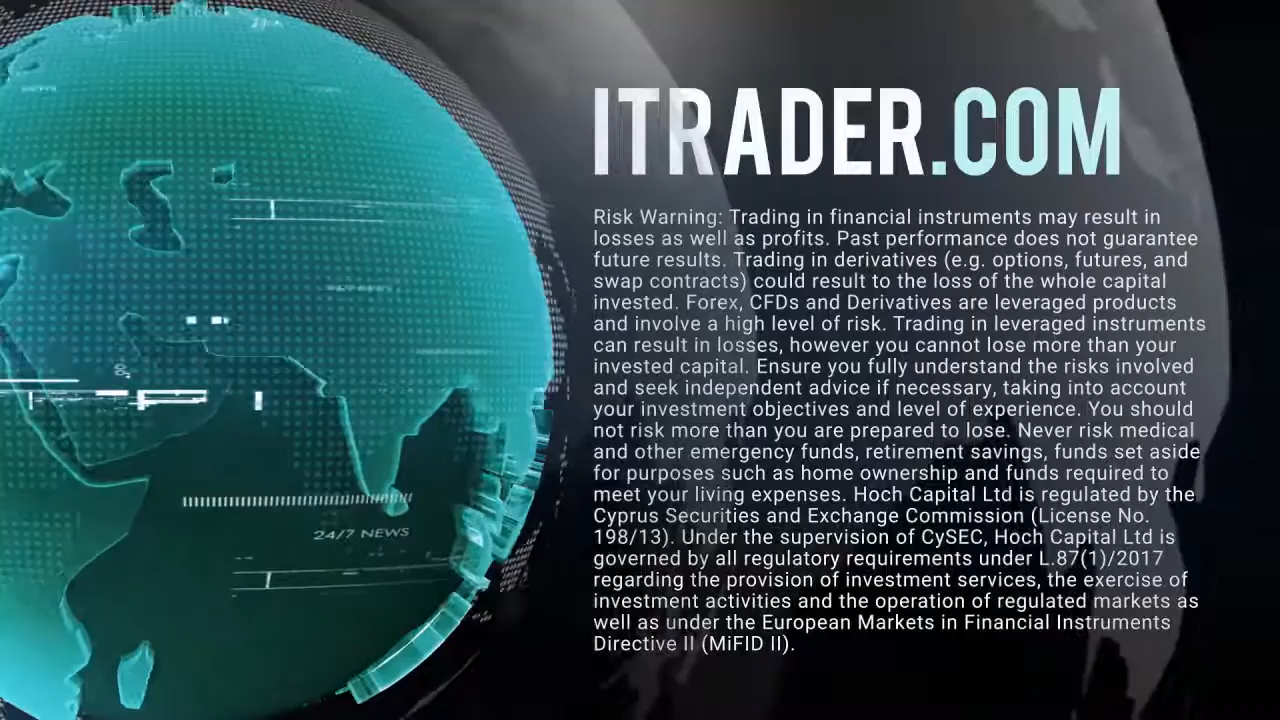 ITRADER.COM
Risk Warning: Trading in financial instruments may result in
losses as well as profits. Past performance does not guarantee
future results. Trading in derivatives (e.g. options, futures, and
swap contracts) could result to the loss of the whole capital
invested. Forex, CFDs and Derivatives are leveraged products
and involve a high level of risk. Trading in leveraged instruments
can result in losses, however you cannot lose more than your
invested capital. Ensure you fully understand the risks involved
and seek independent advice if necessary, taking into account
your investment objectives and level of experience. You should
not risk more than you are prepared to lose. Never risk medical
and other emergency funds, retirement savings, funds set aside
for purposes such as home ownership and funds required to
meet your living expenses. Hoch Capital Ltd is regulated by the
Cyprus Securities and Exchange Commission (License No.
198/13). Under the supervision of CySEC, Hoch Capital Ltd is
governed by all regulatory requirements under L.87(1)/2017
regarding the provision of investment services, the exercise of
investment activities and the operation of regulated markets as
well as under the European Markets in Financial Instruments
Directive II (MiFID II).
24/7 NEWS